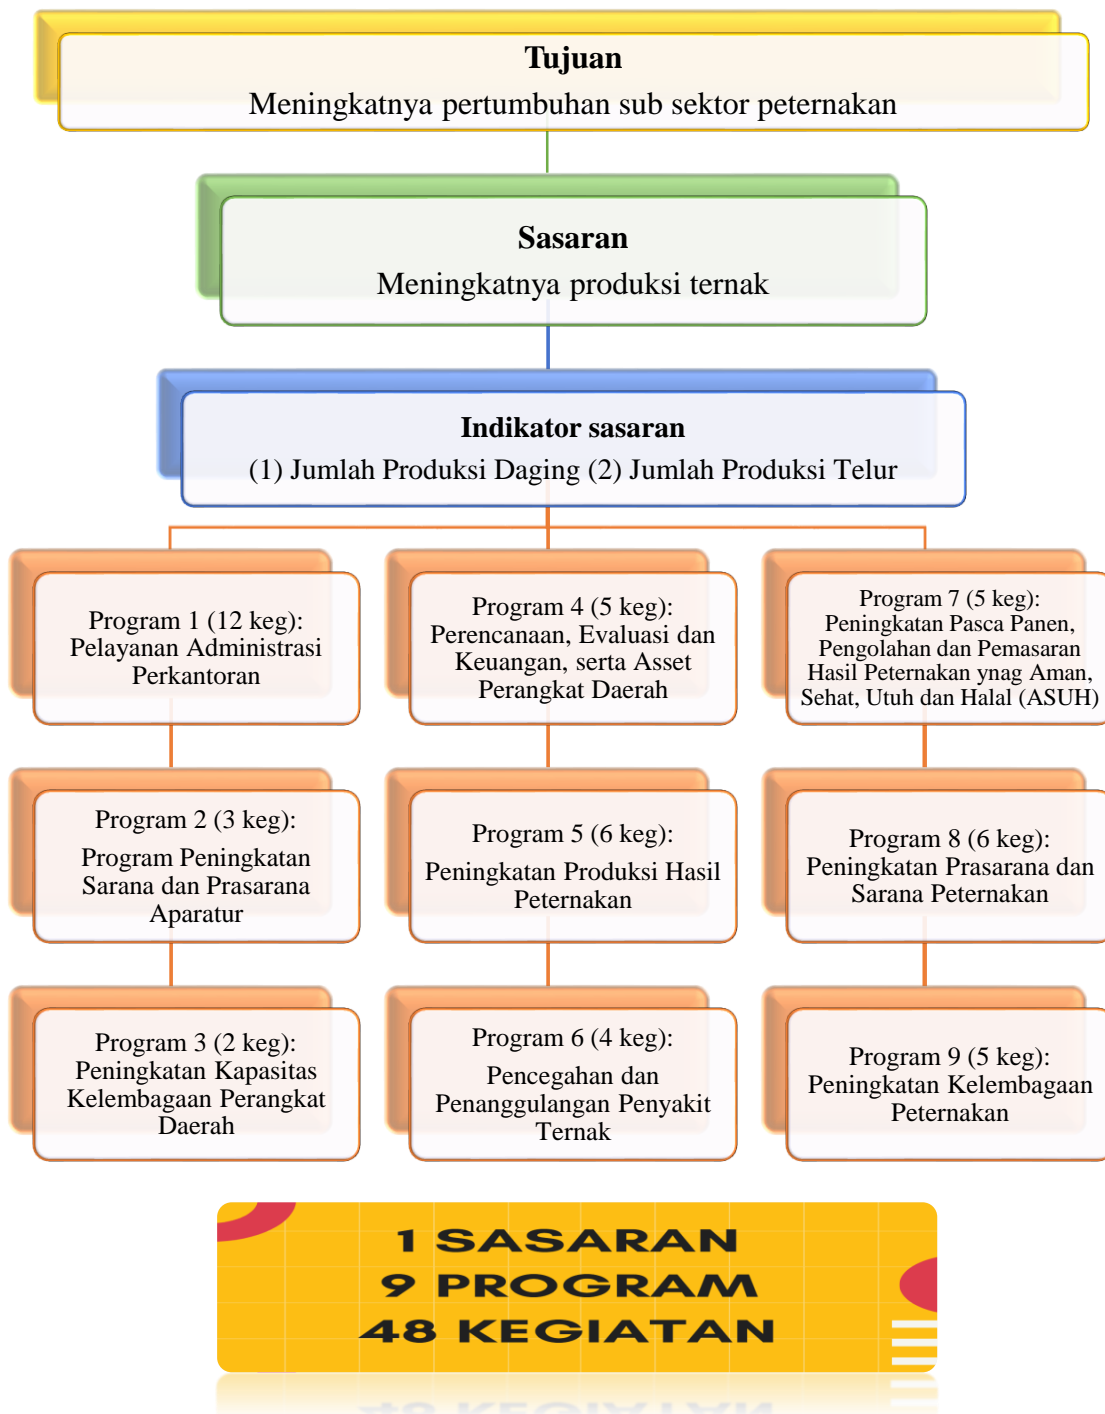 Tujuan
Meningkatnya pertumbuhan sub sektor peternakan
Sasaran
Meningkatnya produksi ternak
Indikator sasaran
(1) Jumlah Produksi Daging (2) Jumlah Produksi Telur
Program 1 (12 keg):
Pelayanan Administrasi
Perkantoran
Program 2 (3 keg):
Program Peningkatan
Sarana dan Prasarana
Aparatur
Program 3 (2 keg):
Peningkatan Kapasitas
Kelembagaan Perangkat
Daerah
Program 4 (5 keg):
Perencanaan, Evaluasi dan
Keuangan, serta Asset
Perangkat Daerah
Program 5 (6 keg):
Peningkatan Produksi Hasil
Peternakan
Program 6 (4 keg):
Pencegahan dan
Penanggulangan Penyakit
Ternak
Program 7 (5 keg):
Peningkatan Pasca Panen,
Pengolahan dan Pemasaran
Hasil Peternakan ynag Aman,
Sehat, Utuh dan Halal (ASUH)
Program 8 (6 keg):
Peningkatan Prasarana dan
Sarana Peternakan
Program 9 (5 keg):
Peningkatan Kelembagaan
Peternakan
1 SASARAN
9 PROGRAM
48 KEGIATAN